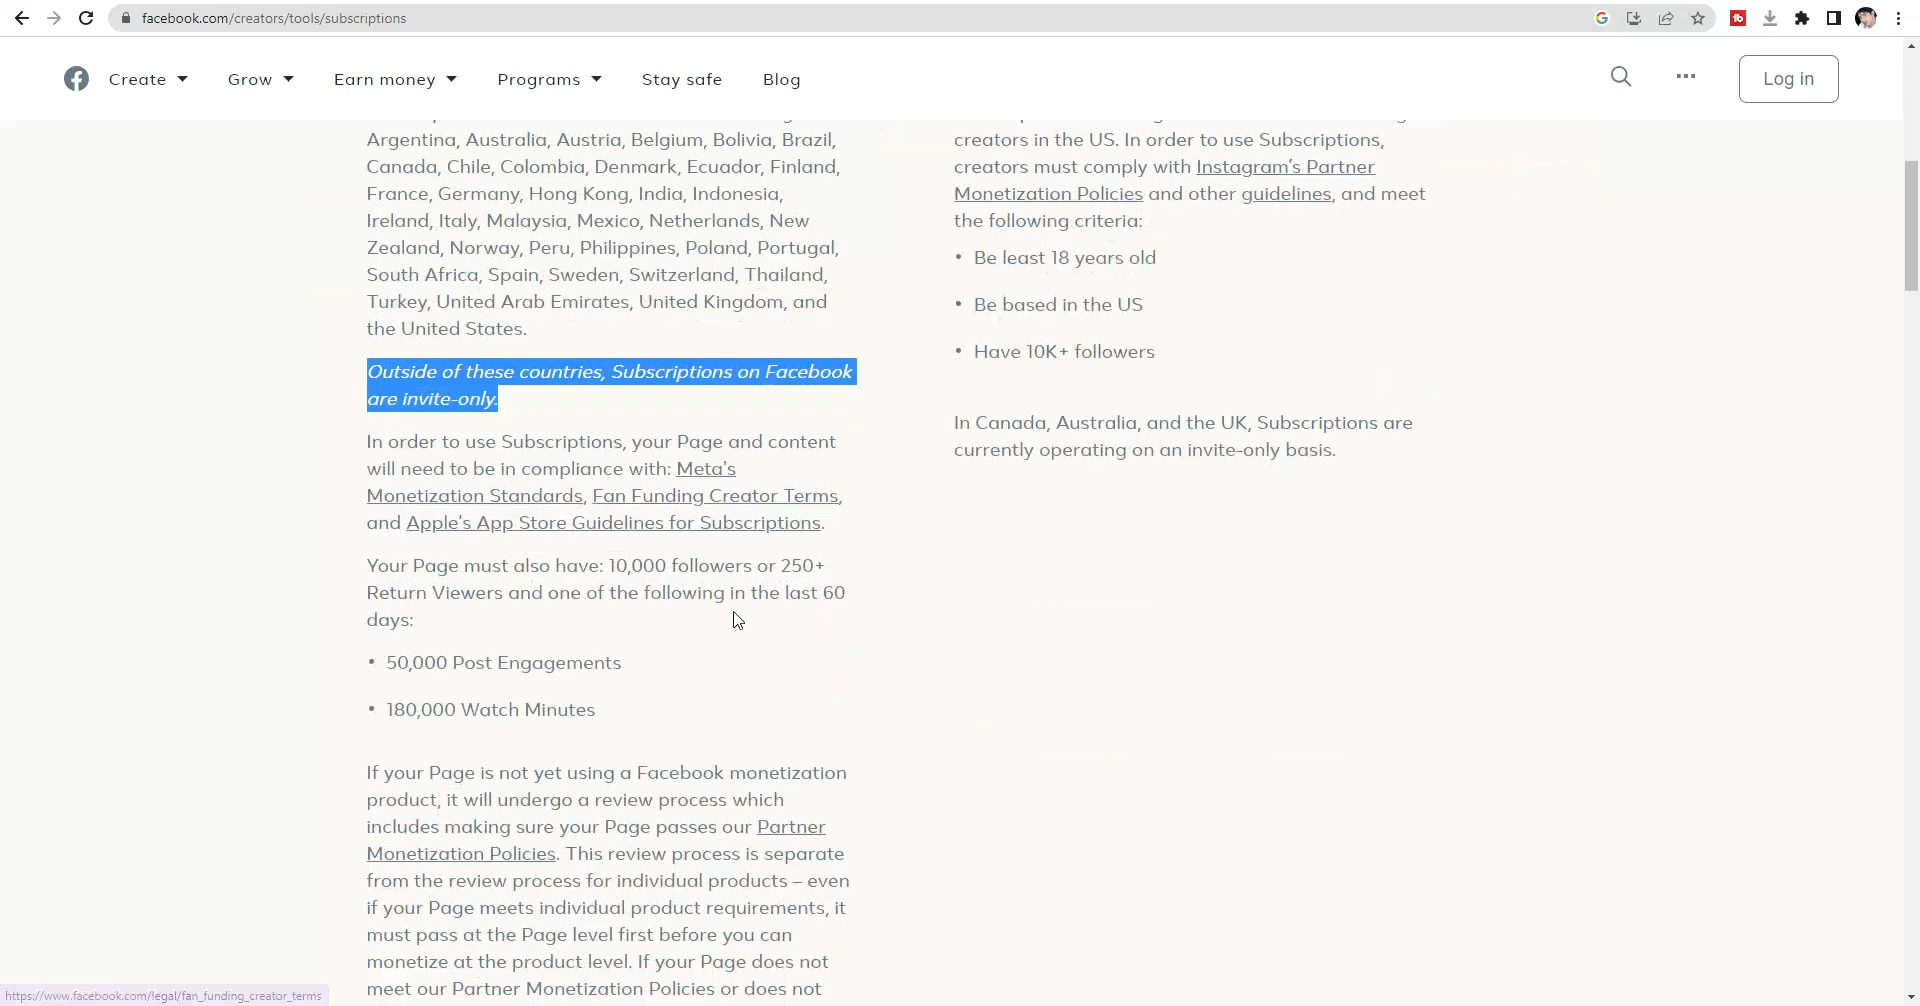 facebook.com/creators/tools/subscriptions
Create
Grow
Earn money
Programs
Stay safe
Blog
Log in
Argentina, Australia, Austria, Belgium, Bolivia, Brazil,
Canada, Chile, Colombia, Denmark, Ecuador, Finland,
France, Germany, Hong Kong, India, Indonesia,
Ireland, Italy, Malaysia, Mexico, Netherlands, New
Zealand, Norway, Peru, Philippines, Poland, Portugal,
South Africa, Spain, Sweden, Switzerland, Thailand,
Turkey, United Arab Emirates, United Kingdom, and
the United States.
Outside of these countries, Subscriptions on Facebook
are invite-only.
In order to use Subscriptions, your Page and content
will need to be in compliance with: Meta's
Monetization Standards, Fan Funding Creator Terms,
and Apple's App Store Guidelines for Subscriptions.
Your Page must also have: 10,000 followers or 250+
Return Viewers and one of the following in the last 60
days:
• 50,000 Post Engagements
• 180,000 Watch Minutes
If your Page is not yet using a Facebook monetization
product, it will undergo a review process which
includes making sure your Page passes our Partner
Monetization Policies. This review process is separate
from the review process for individual products – even
if your Page meets individual product requirements, it
must pass at the Page level first before you can
monetize at the product level. If your Page does not
meet our Partner Monetization Policies or does not
creators in the US. In order to use Subscriptions,
creators must comply with Instagram's Partner
Monetization Policies and other guidelines, and meet
the following criteria:
• Be least 18 years old
• Be based in the US
• Have 10K+ followers
In Canada, Australia, and the UK, Subscriptions are
currently operating on an invite-only basis.
https://www.facebook.com/legal/fan_funding_creator_terms